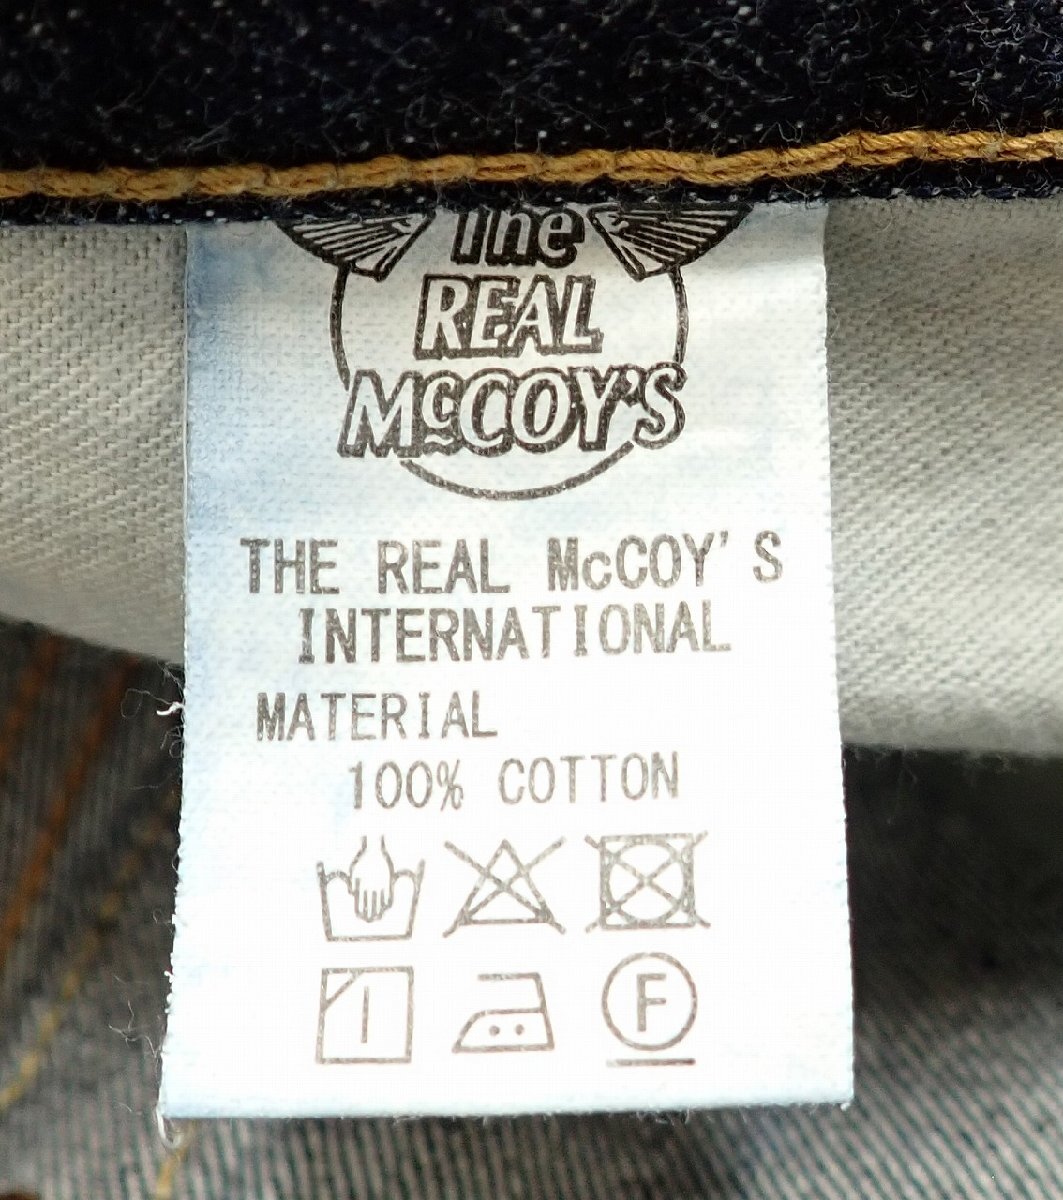 The
REAL
McCOY'S
THE REAL McCOY'S
INTERNATIONAL
MATERIAL
100% COTTON
F